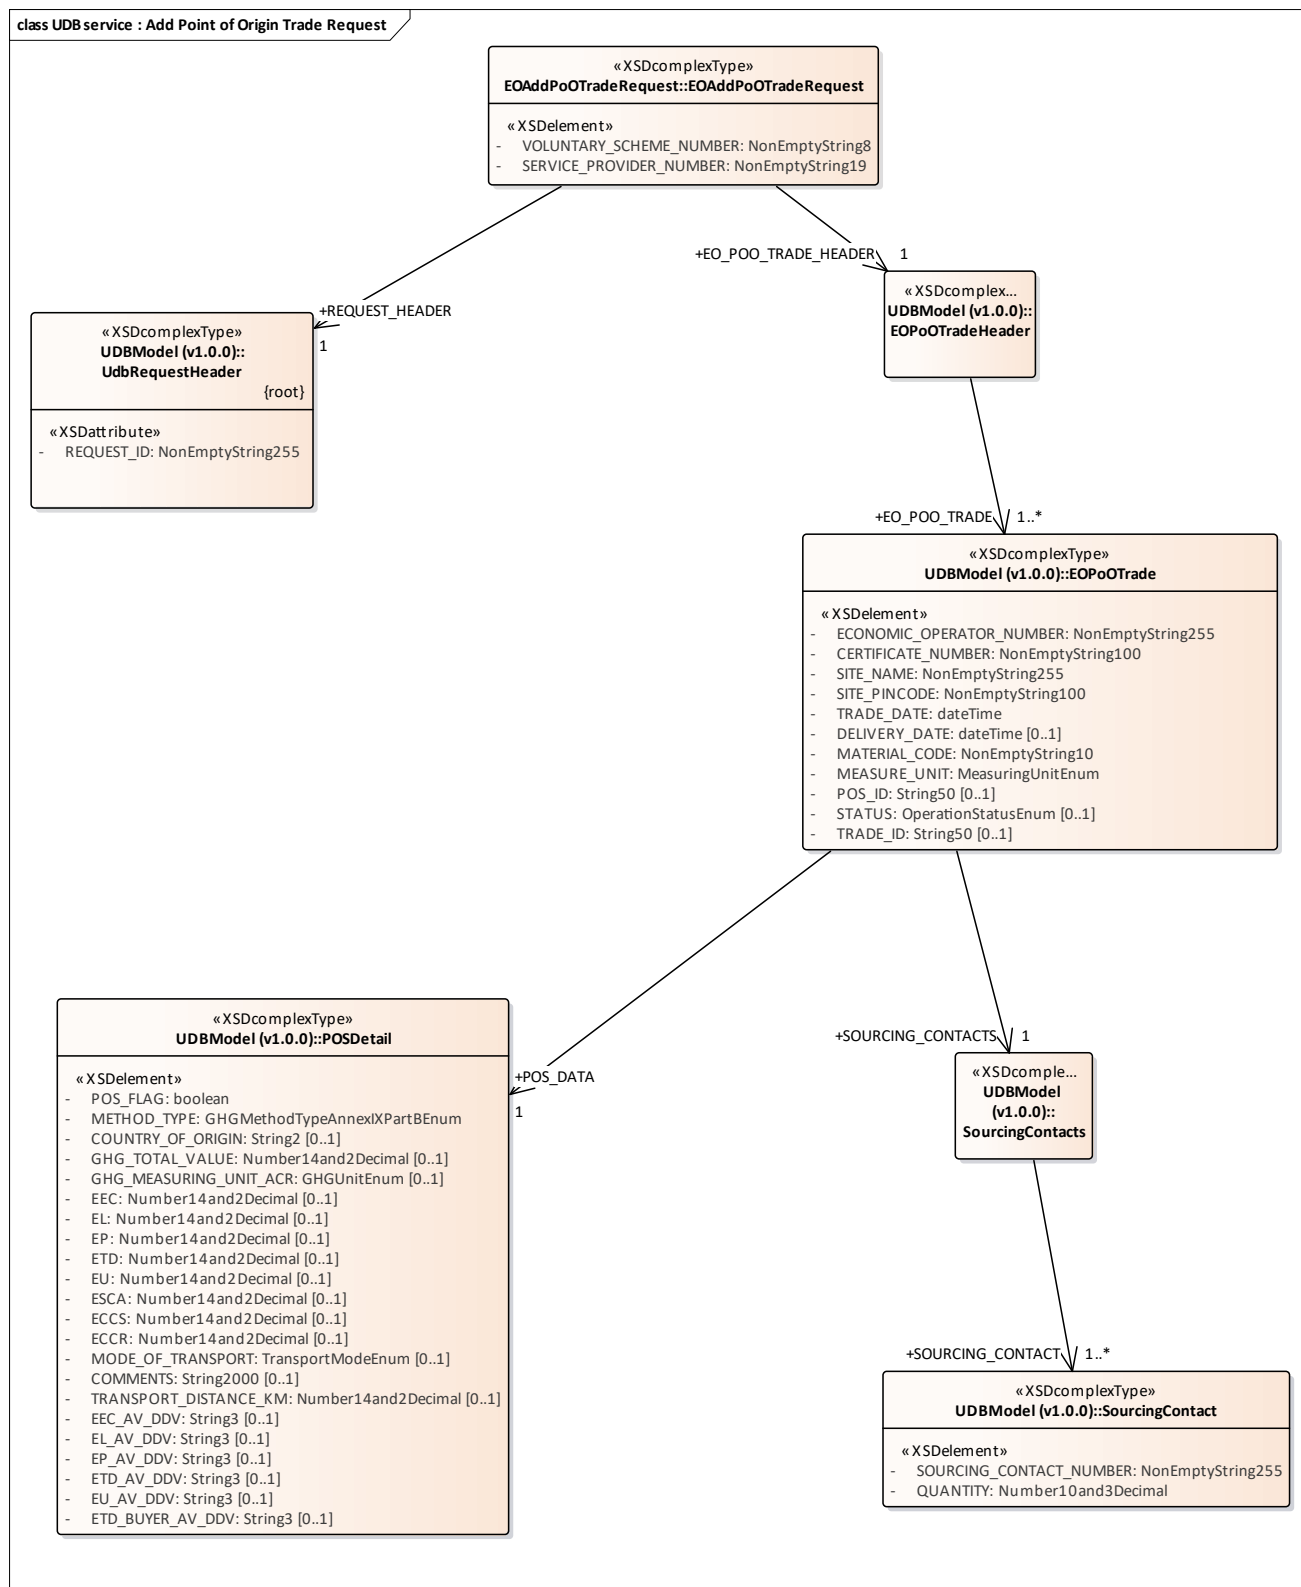 class UDB service : Add Point of Origin Trade Request
«XSDcomplexType»
EOAddPoOTradeRequest::EOAddPoOTradeRequest
«XSDelement»
- VOLUNTARY_SCHEME_NUMBER: NonEmptyString8
- SERVICE_PROVIDER_NUMBER: NonEmptyString19
+EO_POO_TRADE_HEADER 1
+REQUEST_HEADER
1
«XSDcomplex...
UDBModel (v1.0.0)::
EOPoOTradeHeader
«XSDcomplexType»
UDBModel (v1.0.0)::
UdbRequestHeader
{root}
«XSDattribute»
- REQUEST_ID: NonEmptyString255
+EO_POO_TRADE 1..*
«XSDcomplexType»
UDBModel (v1.0.0)::EOPoOTrade
«XSDelement»
- ECONOMIC_OPERATOR_NUMBER: NonEmptyString255
- CERTIFICATE_NUMBER: NonEmptyString100
- SITE_NAME: NonEmptyString255
- SITE_PINCODE: NonEmptyString100
- TRADE_DATE: dateTime
- DELIVERY_DATE: dateTime [0..1]
- MATERIAL_CODE: NonEmptyString10
- MEASURE_UNIT: MeasuringUnitEnum
- POS_ID: String50 [0..1]
- STATUS: OperationStatusEnum [0..1]
- TRADE_ID: String50 [0..1]
+POS_DATA
1
«XSDcomplexType»
UDBModel (v1.0.0)::POSDetail
«XSDelement»
- POS_FLAG: boolean
- METHOD_TYPE: GHGMethodTypeAnnexIXPartBEnum
- COUNTRY_OF_ORIGIN: String2 [0..1]
- GHG_TOTAL_VALUE: Number14and2Decimal [0..1]
- GHG_MEASURING_UNIT_ACR: GHGUnitEnum [0..1]
- EEC: Number14and2Decimal [0..1]
- EL: Number14and2Decimal [0..1]
- EP: Number14and2Decimal [0..1]
- ETD: Number14and2Decimal [0..1]
- EU: Number14and2Decimal [0..1]
- ESCA: Number14and2Decimal [0..1]
- ECCS: Number14and2Decimal [0..1]
- ECCR: Number14and2Decimal [0..1]
- MODE_OF_TRANSPORT: TransportModeEnum [0..1]
- COMMENTS: String2000 [0..1]
- TRANSPORT_DISTANCE_KM: Number14and2Decimal [0..1]
- EEC_AV_DDV: String3 [0..1]
- EL_AV_DDV: String3 [0..1]
- EP_AV_DDV: String3 [0..1]
- ETD_AV_DDV: String3 [0..1]
- EU_AV_DDV: String3 [0..1]
- ETD_BUYER_AV_DDV: String3 [0..1]
+SOURCING_CONTACTS 1
«XSDcomple...
UDBModel
(v1.0.0)::
SourcingContacts
+SOURCING_CONTACT 1..*
«XSDcomplexType»
UDBModel (v1.0.0)::SourcingContact
«XSDelement»
- SOURCING_CONTACT_NUMBER: NonEmptyString255
- QUANTITY: Number10and3Decimal